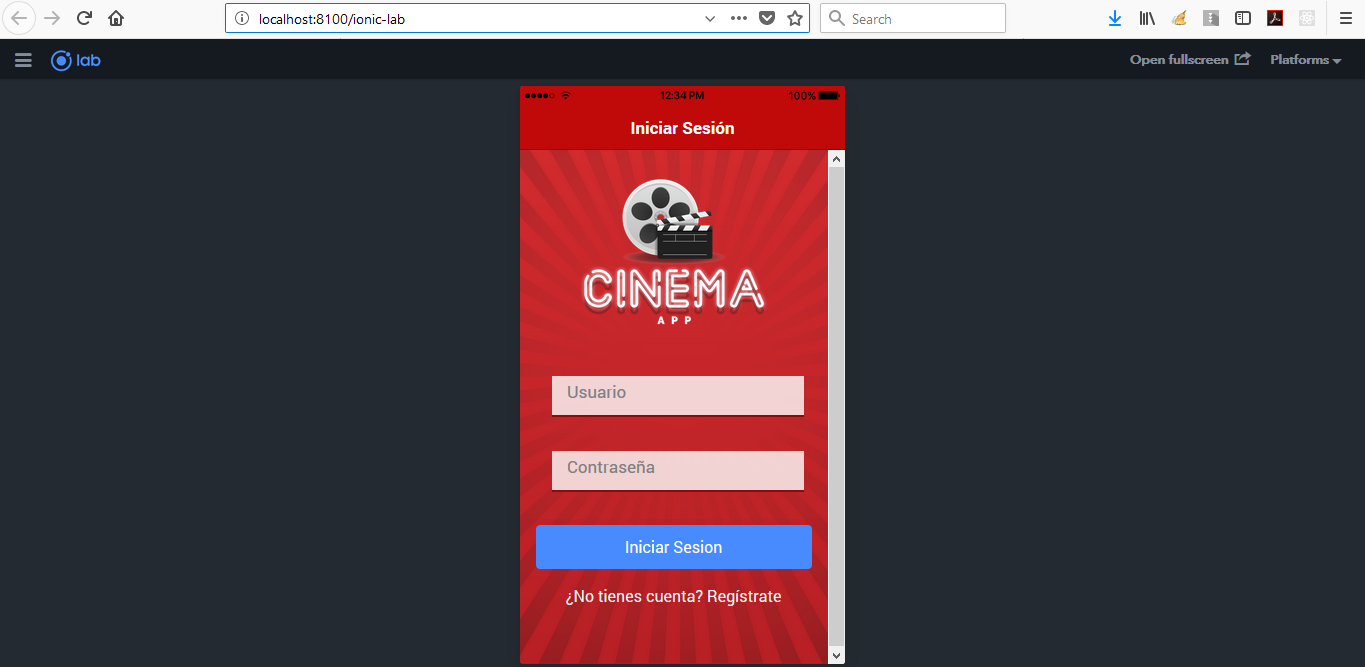 localhost:8100/ionic-lab
Search
lab
Open fullscreen
Platforms
12:34 PM
100%
Iniciar Sesión
CINEMA
APP
Usuario
Contraseña
Iniciar Sesion
¿No tienes cuenta? Regístrate